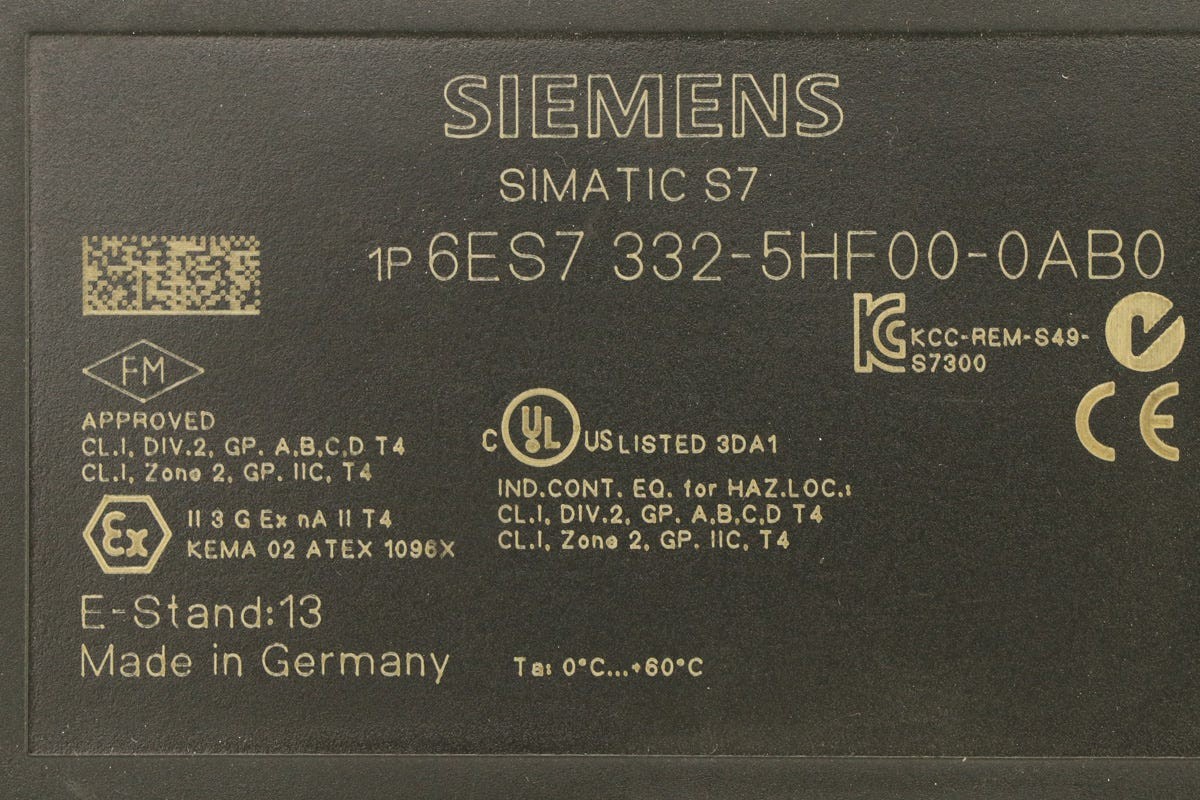 SIEMENS
SIMATIC S7
1P 6ES7 332-5HF00-0AB0
KCC-REM-S49-
S7300
FM
APPROVED
CL.I, DIV.2, GP. A,B,C,D T4
CL.I, Zone 2, GP. IIC, T4
C UL US LISTED 3DA1
IND.CONT. EQ. for HAZ.LOC.:
CL.I, DIV.2, GP. A,B,C,D T4
CL.I, Zone 2, GP. IIC, T4
CE
Ex II 3 G Ex nA II T4
KEMA 02 ATEX 1096X
E-Stand:13
Made in Germany
Ta: 0°C...+60°C